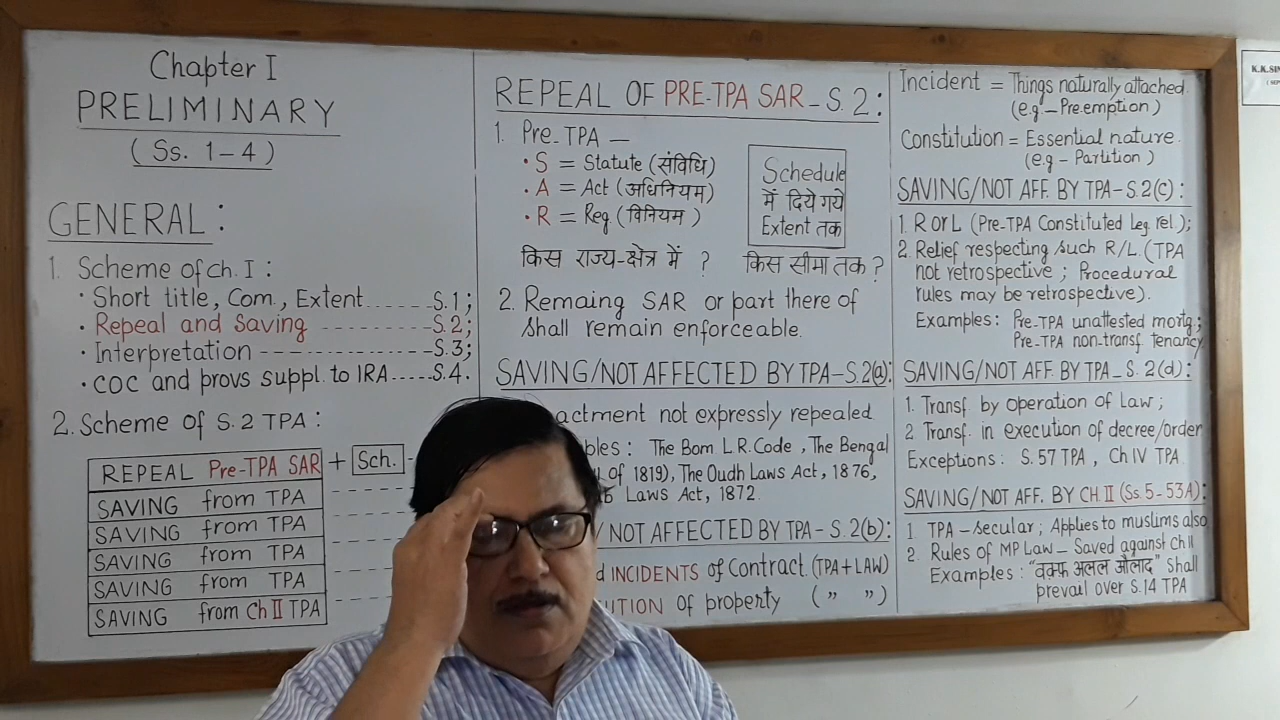 Chapter I
PRELIMINARY
(Ss. 1-4)
GENERAL:
1. Scheme of ch. I:
• Short title, Com., Extent.......S.1;
• Repeal and Saving --------S.2;
• Interpretation --------------S.3;
• COC and provs suppl. to IRA.....S.4.
2. Scheme of S. 2 TPA:
REPEAL Pre-TPA SAR + Sch.
SAVING from TPA
SAVING from TPA
SAVING from TPA
SAVING from TPA
SAVING from Ch II TPA
REPEAL OF PRE-TPA SAR - S. 2:
1. Pre-TPA —
• S = Statute (संविधि)
• A = Act (अधिनियम)
• R = Reg. (विनियम)
Schedule
में दिये गये
Extent तक
किस राज्य-क्षेत्र में ? किस सीमा तक ?
2. Remaing SAR or part there of
shall remain enforceable.
SAVING/NOT AFFECTED BY TPA-S.2(a):
actment not expressly repealed
ples: The Bom L.R. Code, The Bengal
of 1819), The Oudh Laws Act, 1876,
Laws Act, 1872.
/NOT AFFECTED BY TPA- S. 2(b):
INCIDENTS of Contract. (TPA+LAW)
UTION of property ( " " )
Incident = Things naturally attached.
(e.g - Pre.emption)
Constitution = Essential nature.
(e.g - Partition)
SAVING/NOT AFF. BY TPA-S.2(c):
1. R or L (Pre-TPA Constituted Leg. rel.);
2. Relief respecting such R/L. (TPA
not retrospective ; Procedural
rules may be retrospective).
Examples: Pre-TPA unattested mortg.;
Pre-TPA non-transf. tenancy
SAVING/NOT AFF. BY TPA- S. 2(d):
1. Transf. by operation of Law;
2 Transf. in execution of decree/order
Exceptions: S. 57 TPA, Ch IV TPA.
SAVING/NOT AFF. BY CH II (Ss. 5-53A):
1 TPA - secular; Applies to muslims also
2. Rules of MP Law - Saved against Ch II
Examples: "वक़्फ़ अलल औलाद" Shall
prevail over S. 14 TPA
K.K.SIN